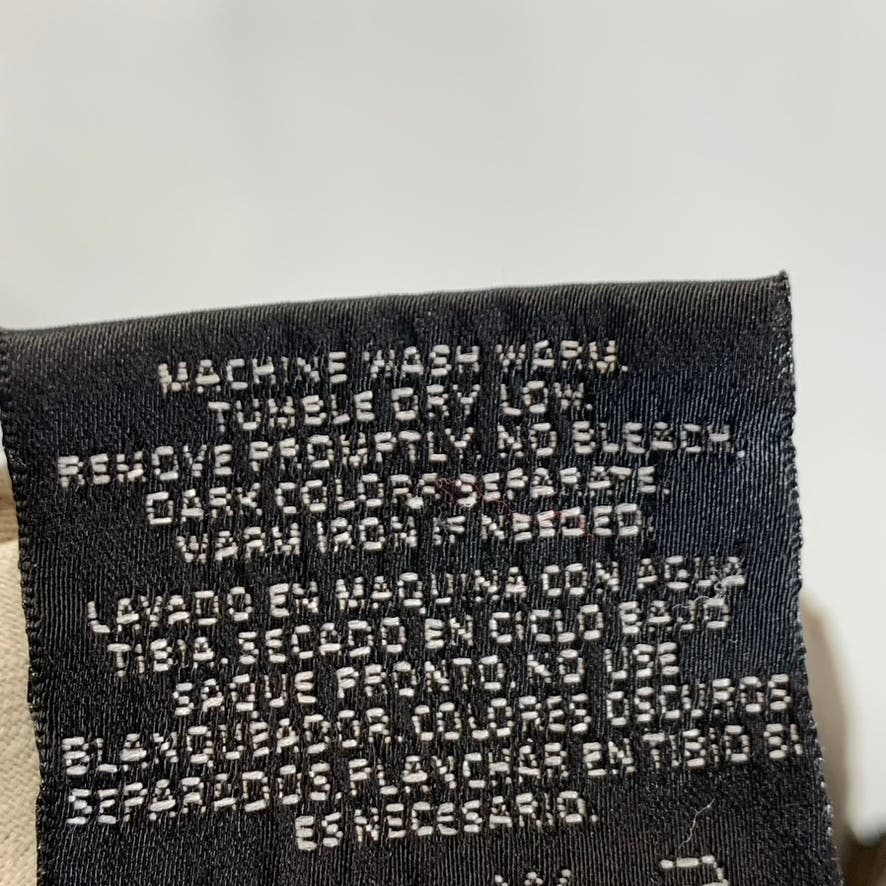 MACHINE WASH WARM.
TUMBLE DRY LOW.
REMOVE PROMPTLY. NO BLEACH.
DARK COLORS SEPARATE.
WARM IRON IF NEEDED.
LAVADO EN MAQUINA CON AGUA
TIBIA. SECADO EN CICLO BAJO
SAQUE PRONTO. NO USE
BLANQUEADOR. COLORES OSCUROS
SEPARADOS. PLANCHAR EN TIBIO SI
ES NECESARIO.